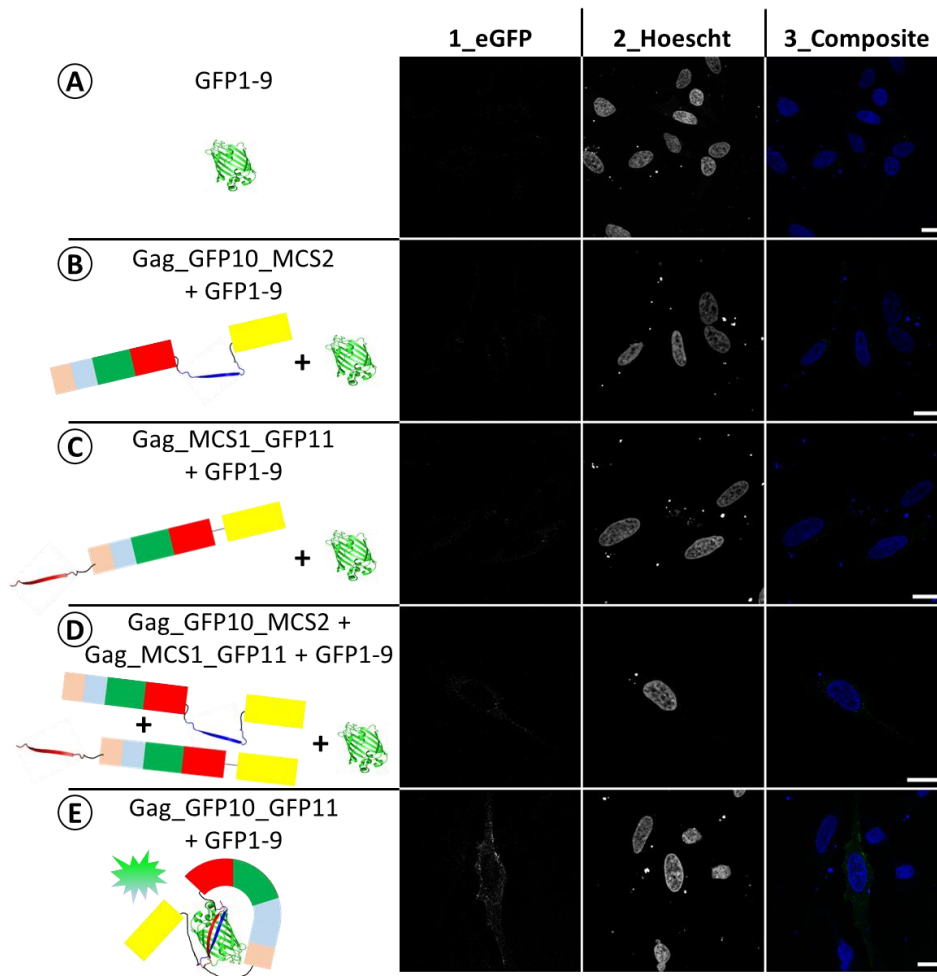 1_eGFP
2_Hoescht
3_Composite
A
GFP1-9
B
Gag_GFP10_MCS2
+ GFP1-9
+
C
Gag_MCS1_GFP11
+ GFP1-9
+
D
Gag_GFP10_MCS2 +
Gag_MCS1_GFP11 + GFP1-9
+
+
E
Gag_GFP10_GFP11
+ GFP1-9